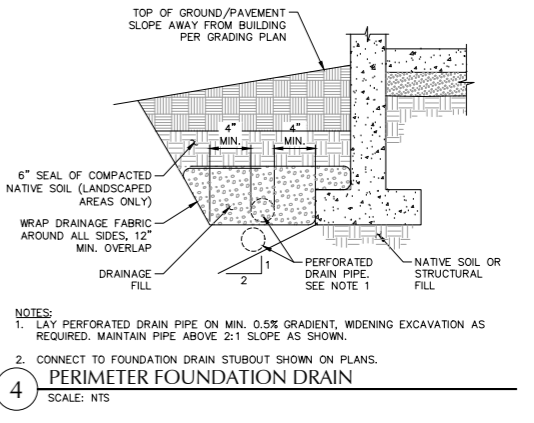 TOP OF GROUND/PAVEMENT
SLOPE AWAY FROM BUILDING
PER GRADING PLAN
4" 4"
MIN. MIN.
6" SEAL OF COMPACTED
NATIVE SOIL (LANDSCAPED
AREAS ONLY)
WRAP DRAINAGE FABRIC
AROUND ALL SIDES, 12"
MIN. OVERLAP
DRAINAGE
FILL
1
2
PERFORATED
DRAIN PIPE.
SEE NOTE 1
NATIVE SOIL OR
STRUCTURAL
FILL
NOTES:
1. LAY PERFORATED DRAIN PIPE ON MIN. 0.5% GRADIENT, WIDENING EXCAVATION AS
REQUIRED. MAINTAIN PIPE ABOVE 2:1 SLOPE AS SHOWN.
2. CONNECT TO FOUNDATION DRAIN STUBOUT SHOWN ON PLANS.
4 PERIMETER FOUNDATION DRAIN
SCALE: NTS